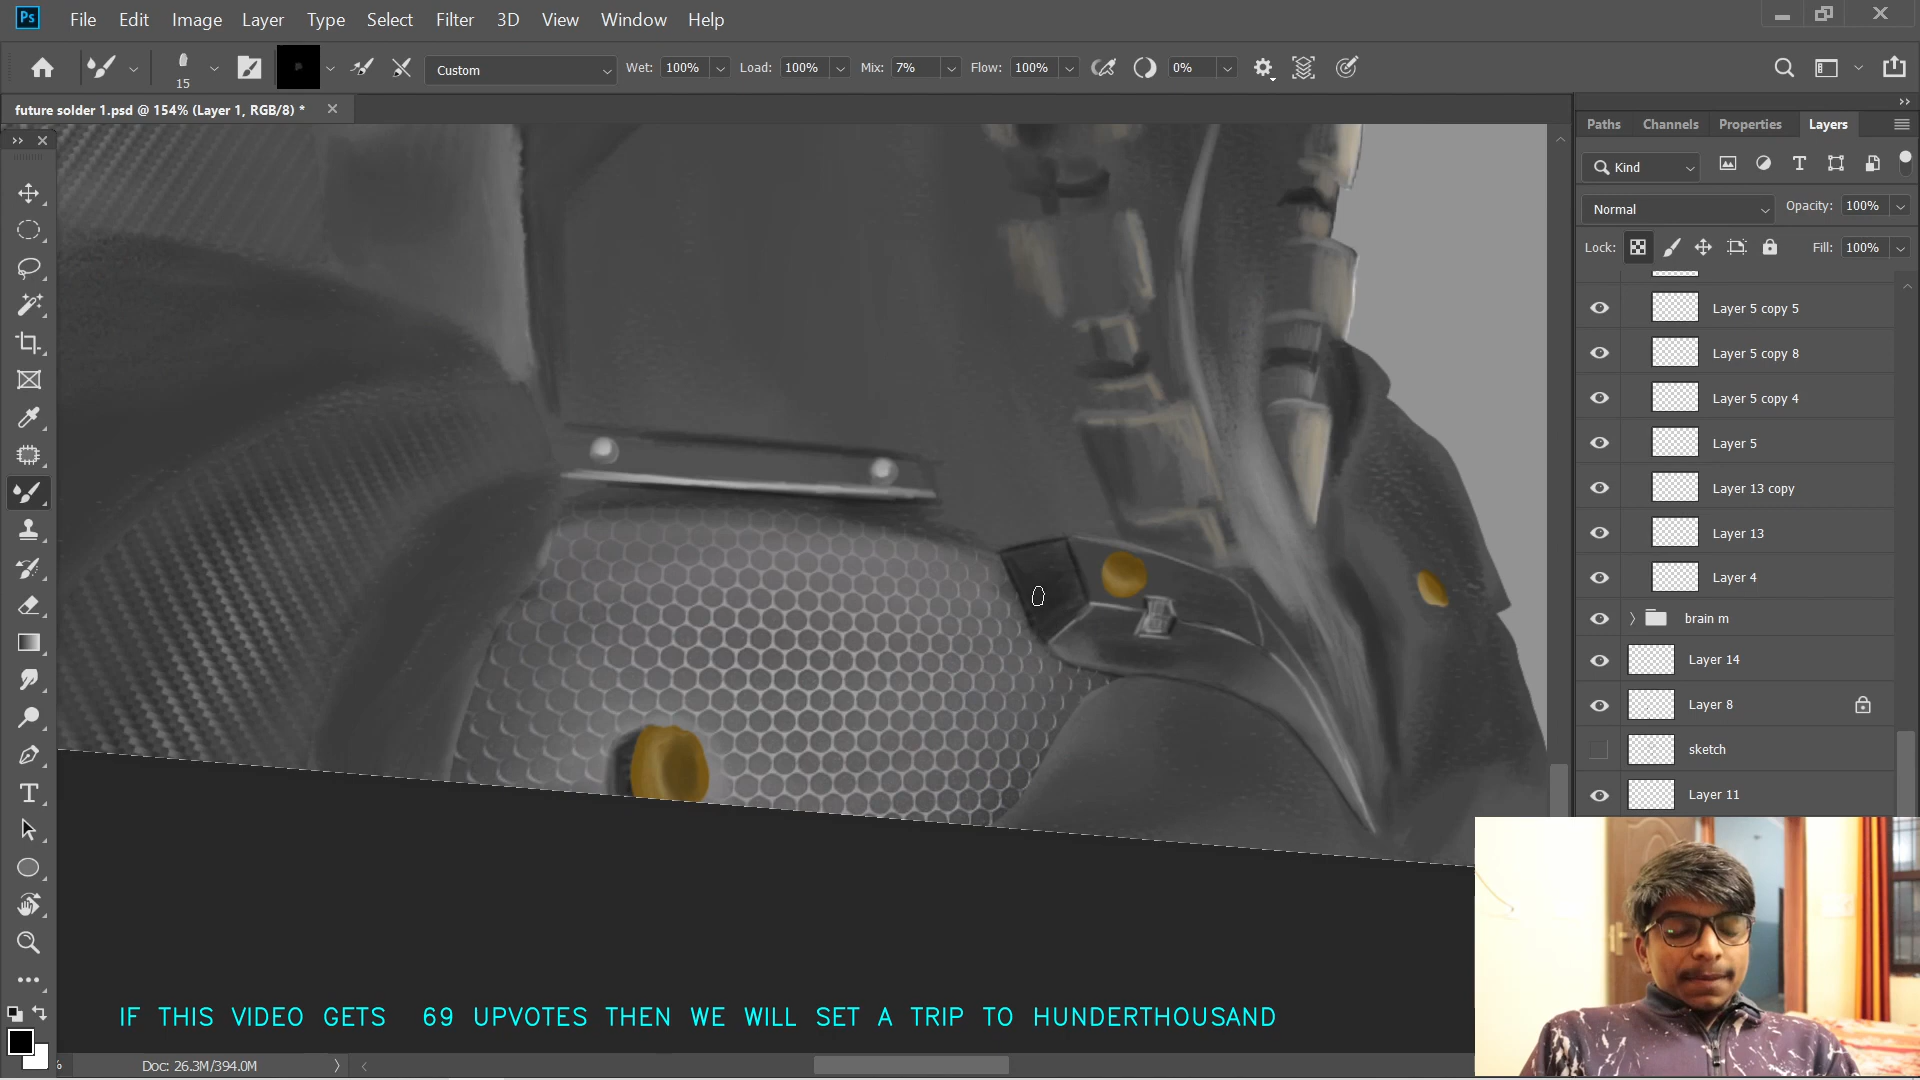 Ps File Edit Image Layer Type Select Filter 3D View Window Help
15 Custom Wet: 100% Load: 100% Mix: 7% Flow: 100% 0%
future solder 1.psd @ 154% (Layer 1, RGB/8) *
Paths Channels Properties Layers
Kind
Normal Opacity: 100%
Lock: Fill: 100%
Layer 5 copy 5
Layer 5 copy 8
Layer 5 copy 4
Layer 5
Layer 13 copy
Layer 13
Layer 4
brain m
Layer 14
Layer 8
sketch
Layer 11
IF THIS VIDEO GETS 69 UPVOTES THEN WE WILL SET A TRIP TO HUNDERTHOUSAND
% Doc: 26.3M/394.0M